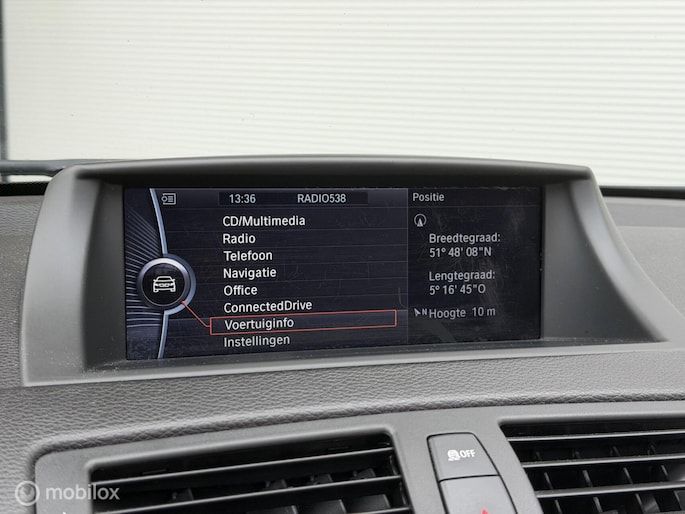 13:36 RADIO538
CD/Multimedia
Radio
Telefoon
Navigatie
Office
ConnectedDrive
Voertuiginfo
Instellingen
Positie
Breedtegraad:
51° 48' 08"N
Lengtegraad:
5° 16' 45"O
N Hoogte 10 m
OFF
mobilox